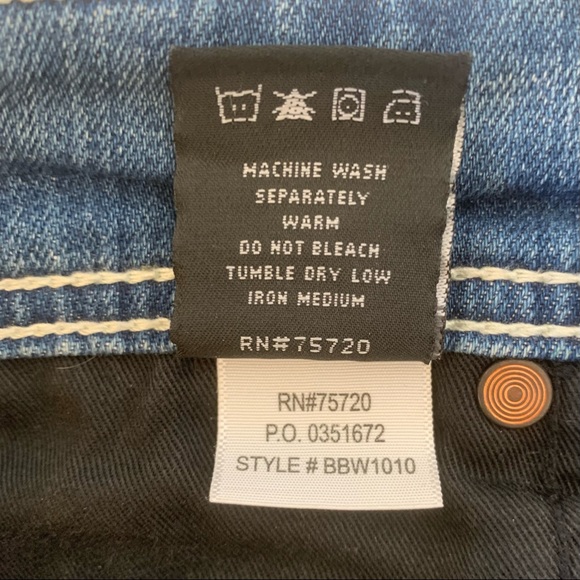 MACHINE WASH
SEPARATELY
WARM
DO NOT BLEACH
TUMBLE DRY LOW
IRON MEDIUM
RN#75720
RN#75720
P.O. 0351672
STYLE # BBW1010